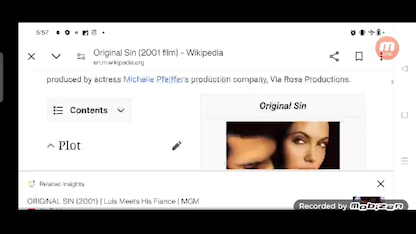 5:57
Original Sin (2001 film) - Wikipedia
en.m.wikipedia.org
produced by actress Michelle Pfeiffer's production company, Via Rosa Productions.
Contents
Original Sin
Plot
Related Insights
ORIGINAL SIN (2001) | Luis Meets His Fiance | MGM
Recorded by mobizen